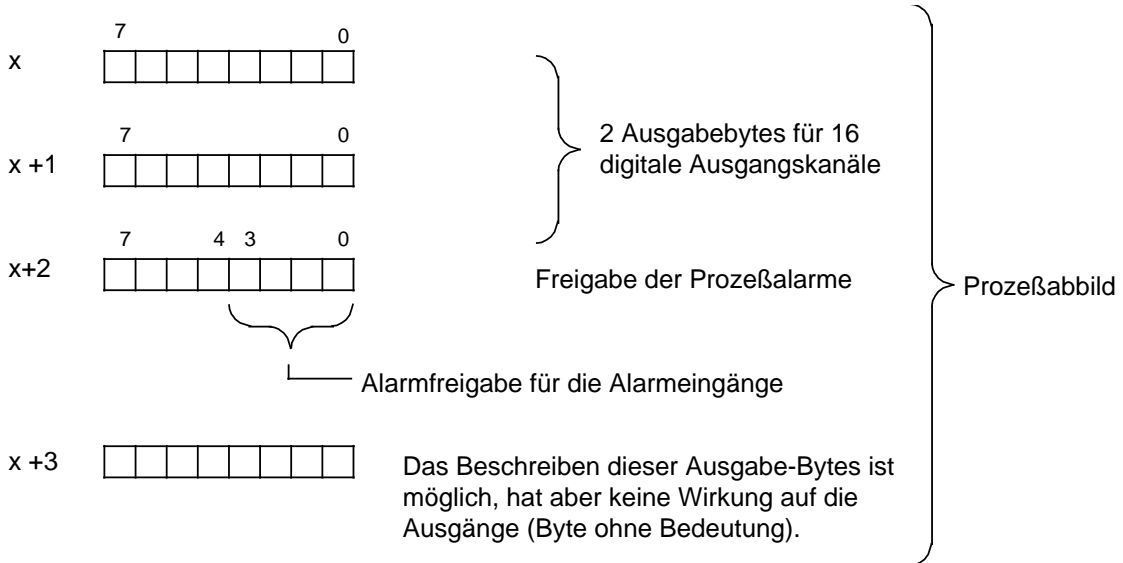 7 0
x
2 Ausgabebytes für 16
digitale Ausgangskanäle
7 0
x +1
7 4 3 0
x+2
Freigabe der Prozeßalarme
Prozeßabbild
Alarmfreigabe für die Alarmeingänge
x +3
Das Beschreiben dieser Ausgabe-Bytes ist
möglich, hat aber keine Wirkung auf die
Ausgänge (Byte ohne Bedeutung).